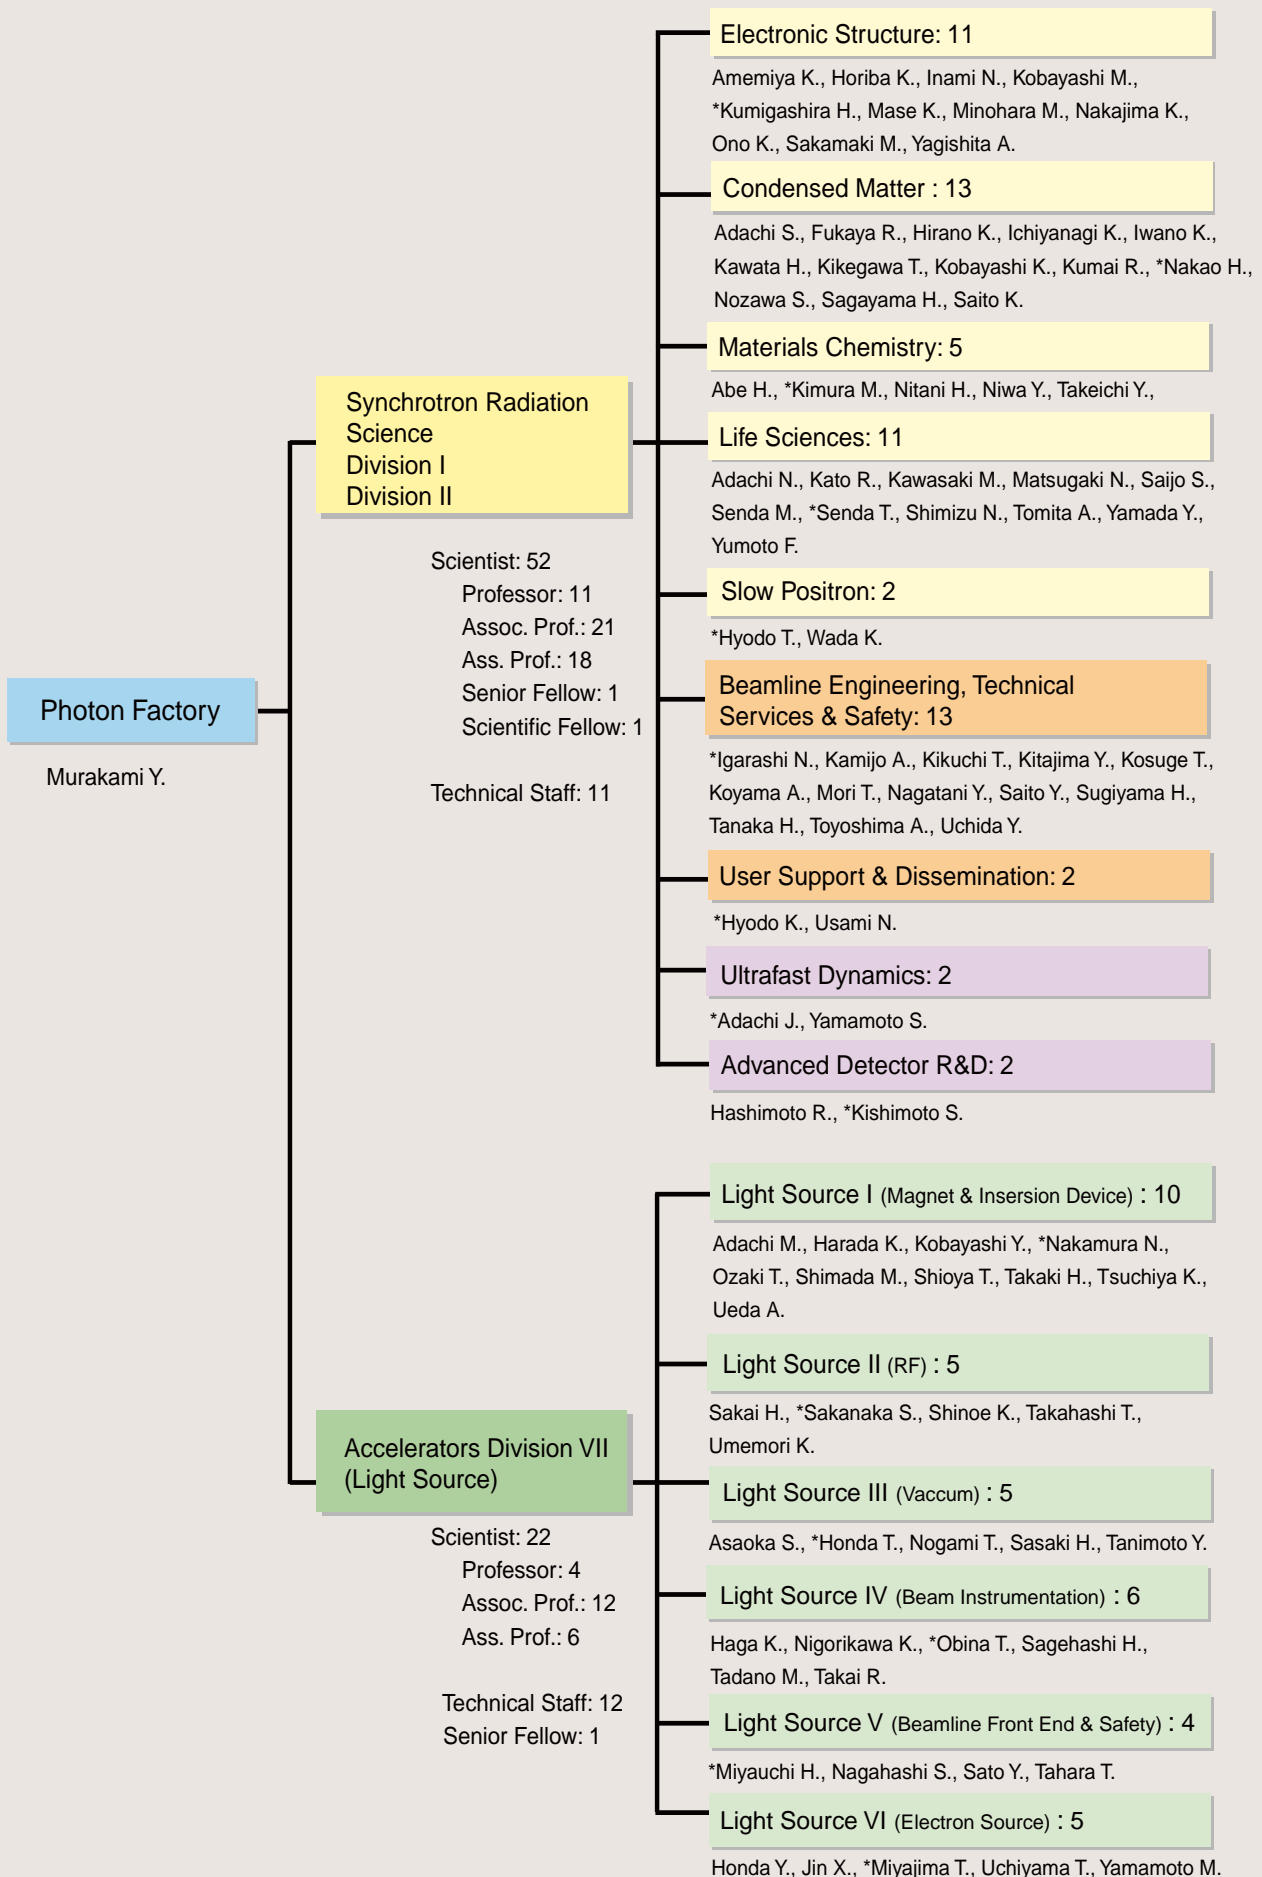 Photon Factory
Murakami Y.
Synchrotron Radiation
Science
Division I
Division II
Scientist: 52
Professor: 11
Assoc. Prof.: 21
Ass. Prof.: 18
Senior Fellow: 1
Scientific Fellow: 1
Technical Staff: 11
Electronic Structure: 11
Amemiya K., Horiba K., Inami N., Kobayashi M.,
*Kumigashira H., Mase K., Minohara M., Nakajima K.,
Ono K., Sakamaki M., Yagishita A.
Condensed Matter : 13
Adachi S., Fukaya R., Hirano K., Ichiyanagi K., Iwano K.,
Kawata H., Kikegawa T., Kobayashi K., Kumai R., *Nakao H.,
Nozawa S., Sagayama H., Saito K.
Materials Chemistry: 5
Abe H., *Kimura M., Nitani H., Niwa Y., Takeichi Y.,
Life Sciences: 11
Adachi N., Kato R., Kawasaki M., Matsugaki N., Saijo S.,
Senda M., *Senda T., Shimizu N., Tomita A., Yamada Y.,
Yumoto F.
Slow Positron: 2
*Hyodo T., Wada K.
Beamline Engineering, Technical
Services & Safety: 13
*Igarashi N., Kamijo A., Kikuchi T., Kitajima Y., Kosuge T.,
Koyama A., Mori T., Nagatani Y., Saito Y., Sugiyama H.,
Tanaka H., Toyoshima A., Uchida Y.
User Support & Dissemination: 2
*Hyodo K., Usami N.
Ultrafast Dynamics: 2
*Adachi J., Yamamoto S.
Advanced Detector R&D: 2
Hashimoto R., *Kishimoto S.
Accelerators Division VII
(Light Source)
Scientist: 22
Professor: 4
Assoc. Prof.: 12
Ass. Prof.: 6
Technical Staff: 12
Senior Fellow: 1
Light Source I (Magnet & Insersion Device) : 10
Adachi M., Harada K., Kobayashi Y., *Nakamura N.,
Ozaki T., Shimada M., Shioya T., Takaki H., Tsuchiya K.,
Ueda A.
Light Source II (RF) : 5
Sakai H., *Sakanaka S., Shinoe K., Takahashi T.,
Umemori K.
Light Source III (Vaccum) : 5
Asaoka S., *Honda T., Nogami T., Sasaki H., Tanimoto Y.
Light Source IV (Beam Instrumentation) : 6
Haga K., Nigorikawa K., *Obina T., Sagehashi H.,
Tadano M., Takai R.
Light Source V (Beamline Front End & Safety) : 4
*Miyauchi H., Nagahashi S., Sato Y., Tahara T.
Light Source VI (Electron Source) : 5
Honda Y., Jin X., *Miyajima T., Uchiyama T., Yamamoto M.